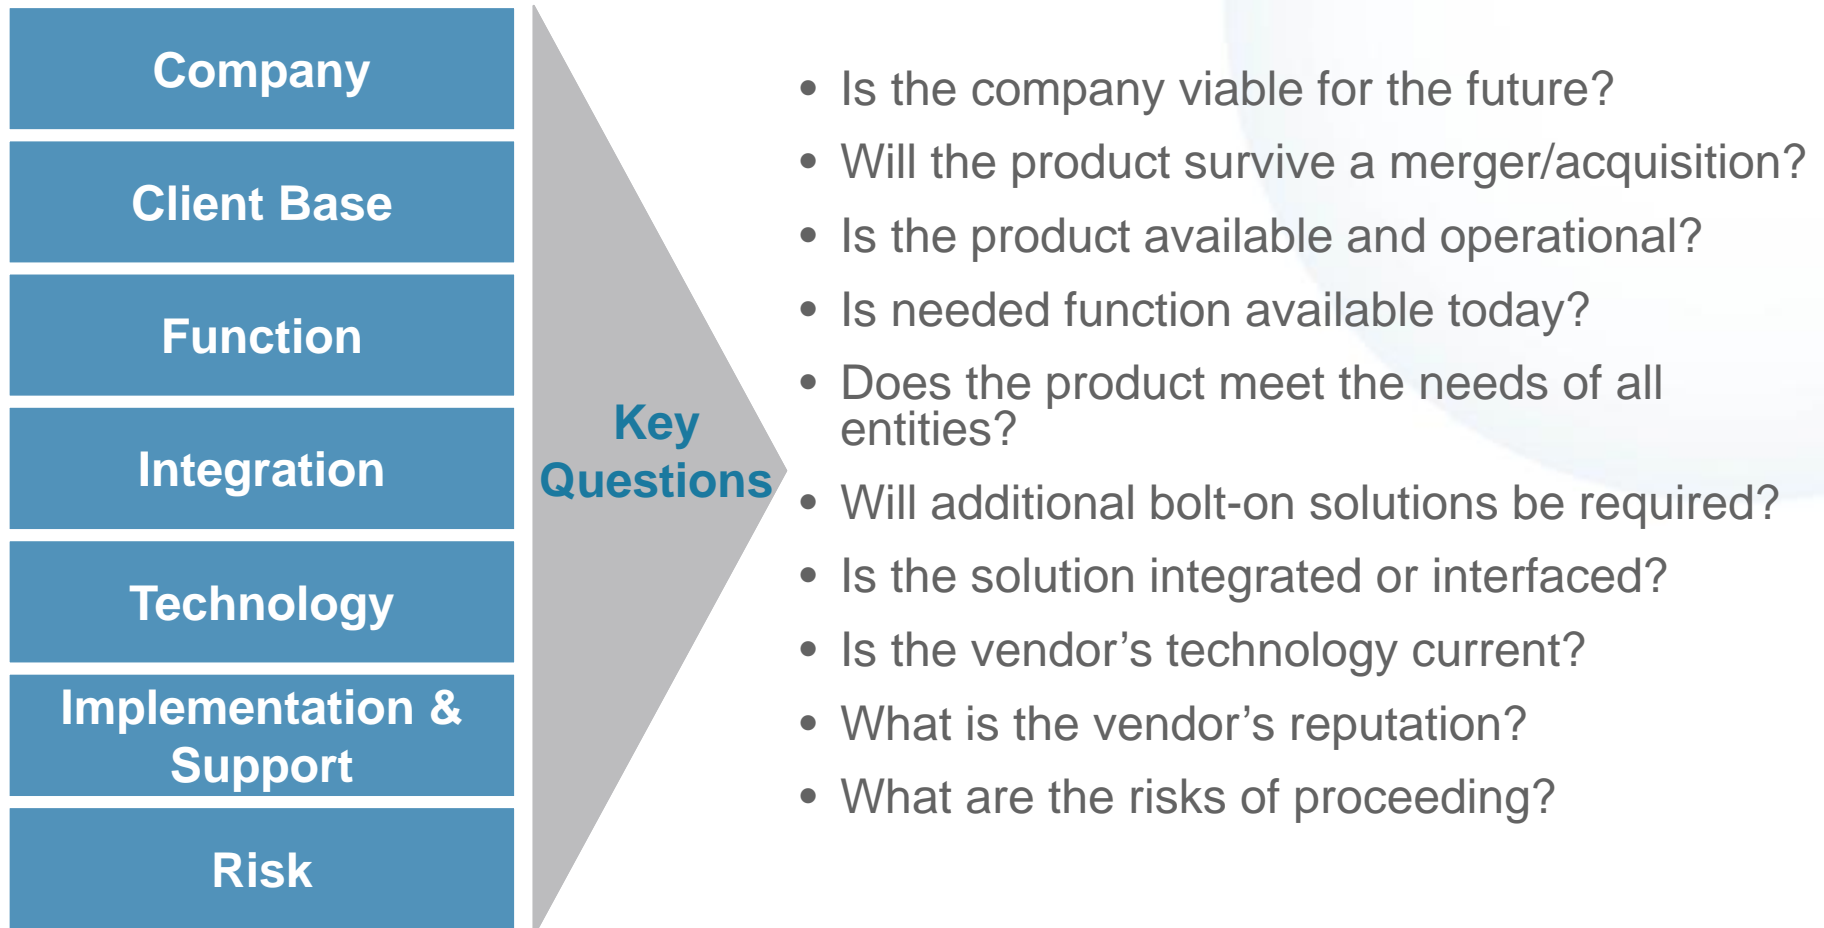 Company
Client Base
Function
Integration
Technology
Implementation &
Support
Risk
Key
Questions
• Is the company viable for the future?
• Will the product survive a merger/acquisition?
• Is the product available and operational?
• Is needed function available today?
• Does the product meet the needs of all
entities?
• Will additional bolt-on solutions be required?
• Is the solution integrated or interfaced?
• Is the vendor’s technology current?
• What is the vendor’s reputation?
• What are the risks of proceeding?